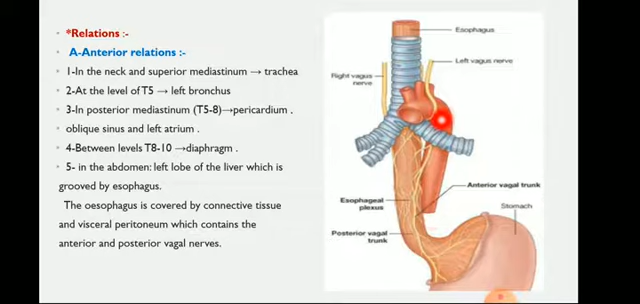 *Relations :-
A-Anterior relations :-
1-In the neck and superior mediastinum → trachea
2-At the level of T5 → left bronchus
3-In posterior mediastinum (T5-8)→pericardium .
oblique sinus and left atrium .
4-Between levels T8-10 →diaphragm .
5- in the abdomen: left lobe of the liver which is
grooved by esophagus.
The oesophagus is covered by connective tissue
and visceral peritoneum which contains the
anterior and posterior vagal nerves.
Esophagus
Left vagus nerve
Right vagus
nerve
Anterior vagal trunk
Esophageal
plexus
Stomach
Posterior vagal
trunk